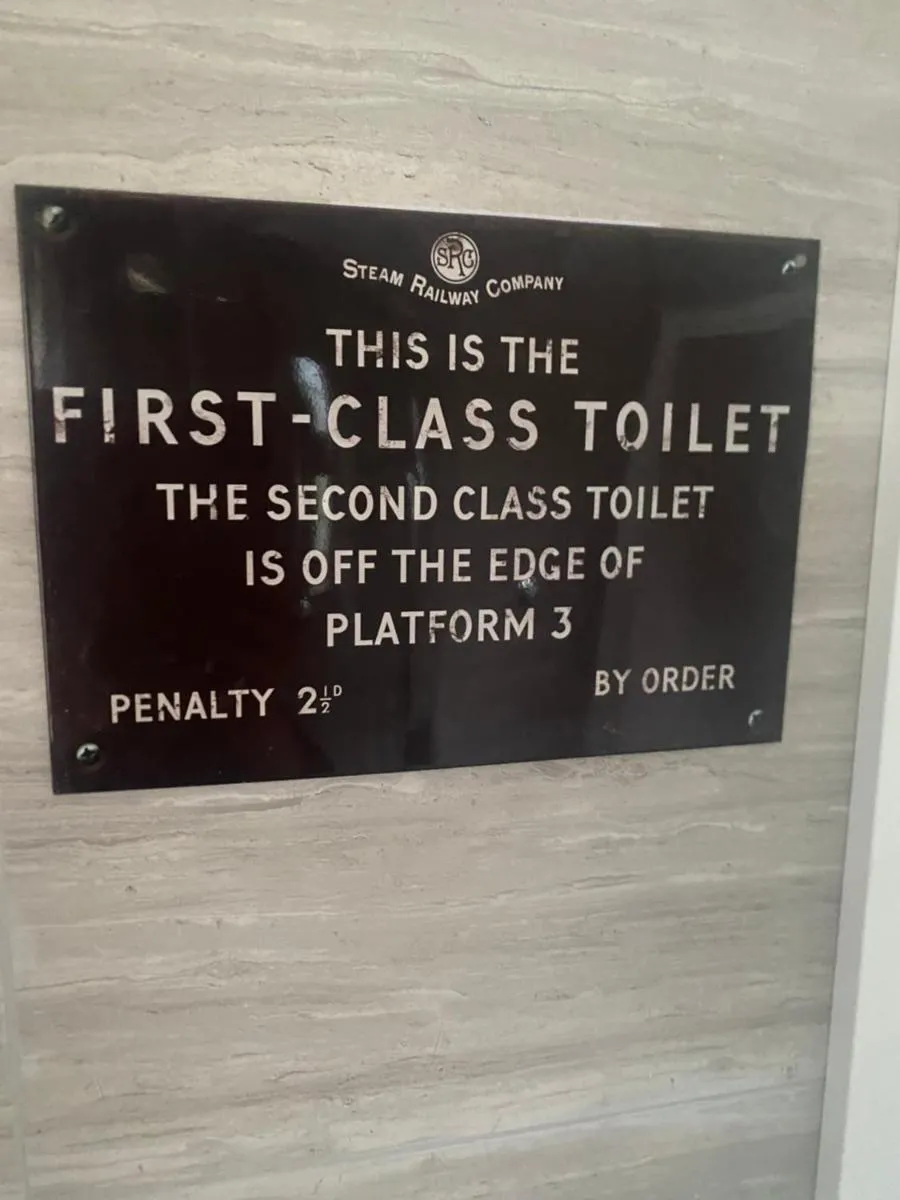 SRC
STEAM RAILWAY COMPANY
THIS IS THE
FIRST-CLASS TOILET
THE SECOND CLASS TOILET
IS OFF THE EDGE OF
PLATFORM 3
BY ORDER
PENALTY 2½D